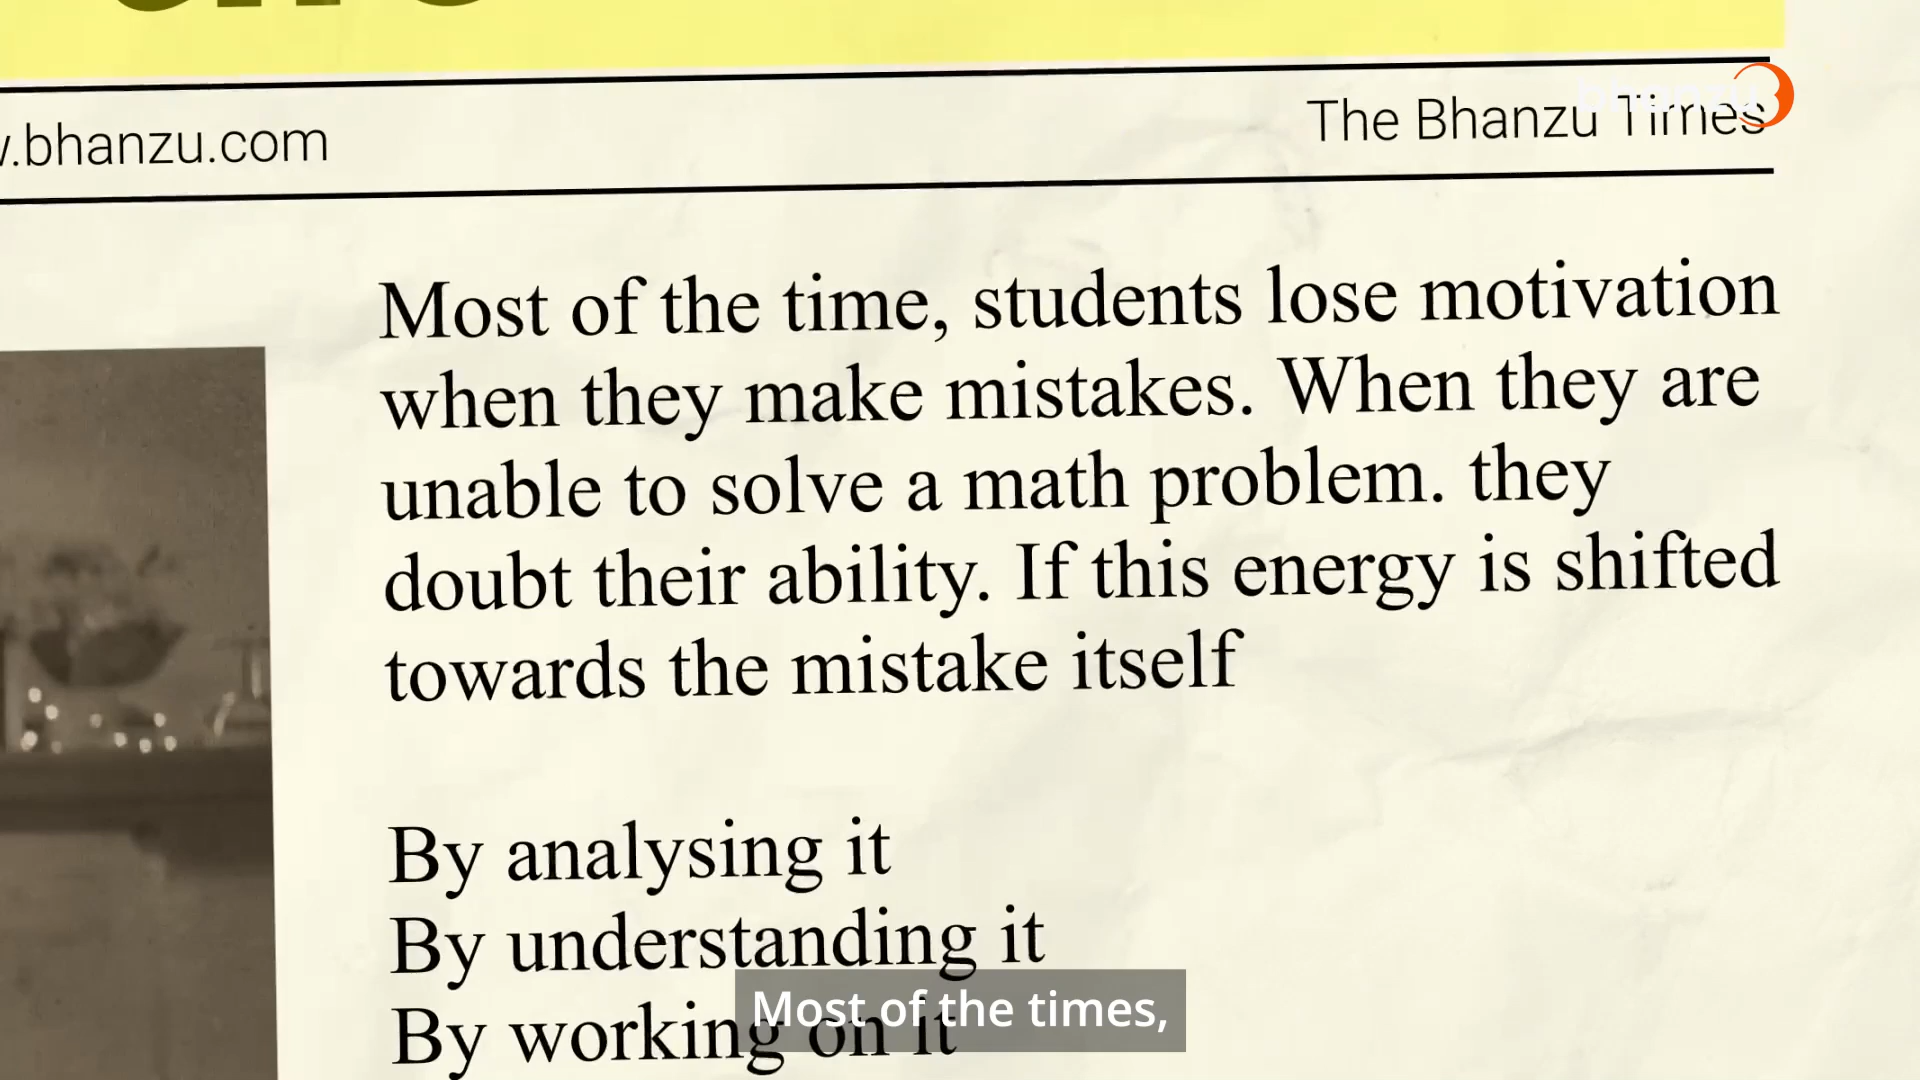 w.bhanzu.com
The Bhanzu Times
bhanzu
Most of the time, students lose motivation
when they make mistakes. When they are
unable to solve a math problem. they
doubt their ability. If this energy is shifted
towards the mistake itself
By analysing it
By understanding it
By working on it
Most of the times,